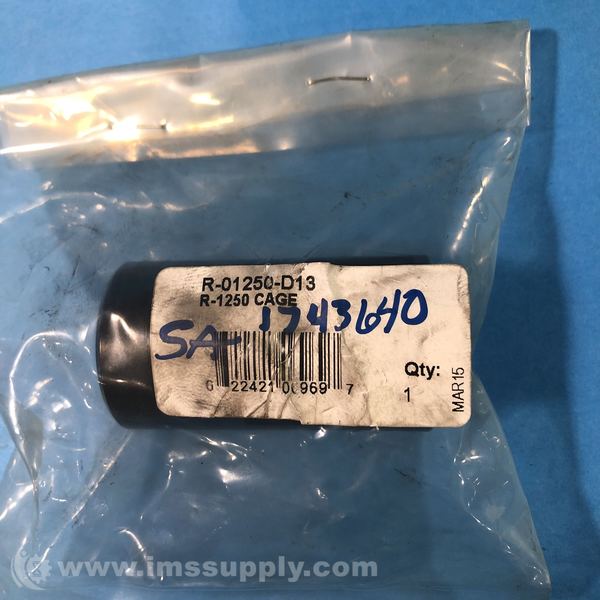 R-01250-D13
R-1250 CAGE
SA-1743640
Qty:
1
MAR15
www.imssupply.com